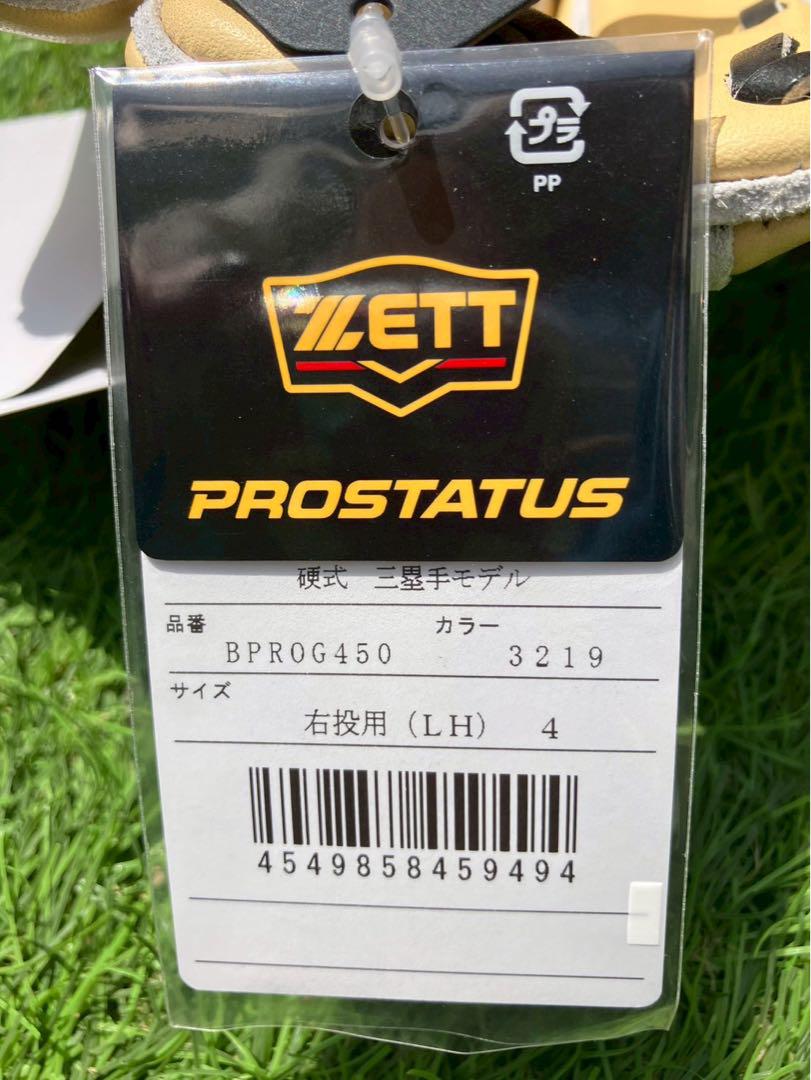 プラ
PP
ZETT
PROSTATUS
硬式　三塁手モデル
品番 カラー
BPROG450 3219
サイズ
右投用（LH） 4
4549858459494